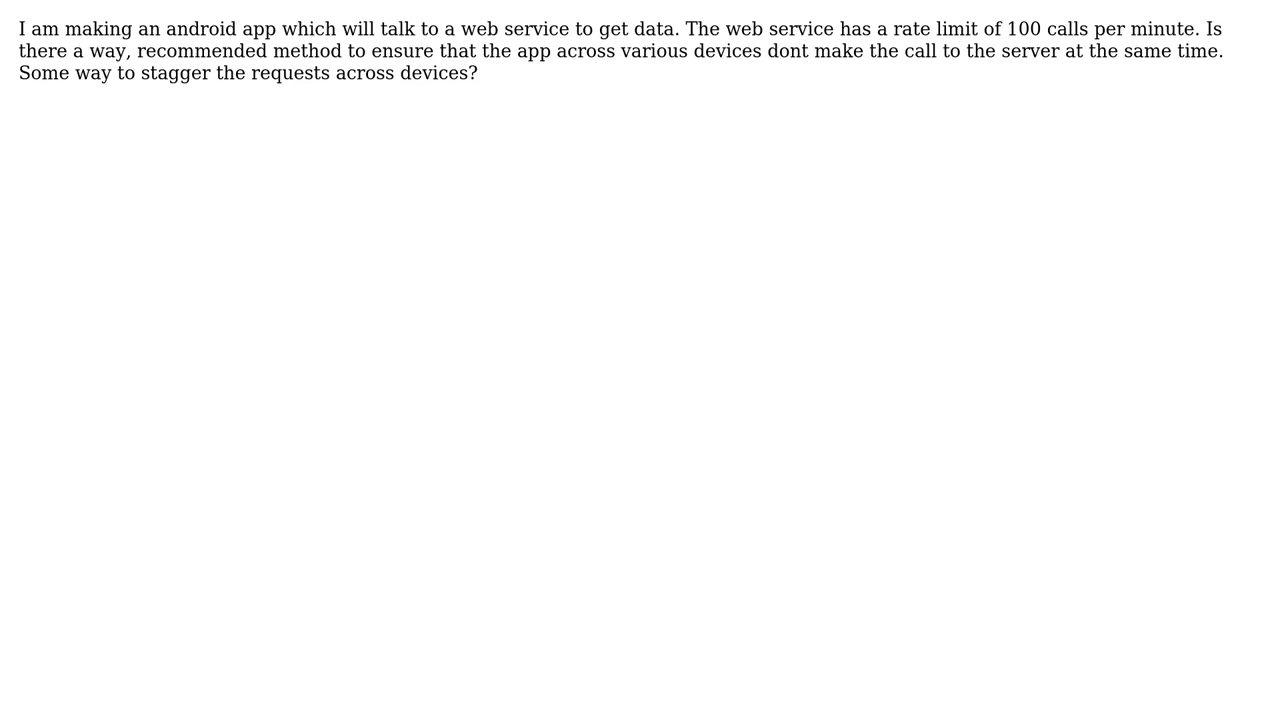 I am making an android app which will talk to a web service to get data. The web service has a rate limit of 100 calls per minute. Is
there a way, recommended method to ensure that the app across various devices dont make the call to the server at the same time.
Some way to stagger the requests across devices?